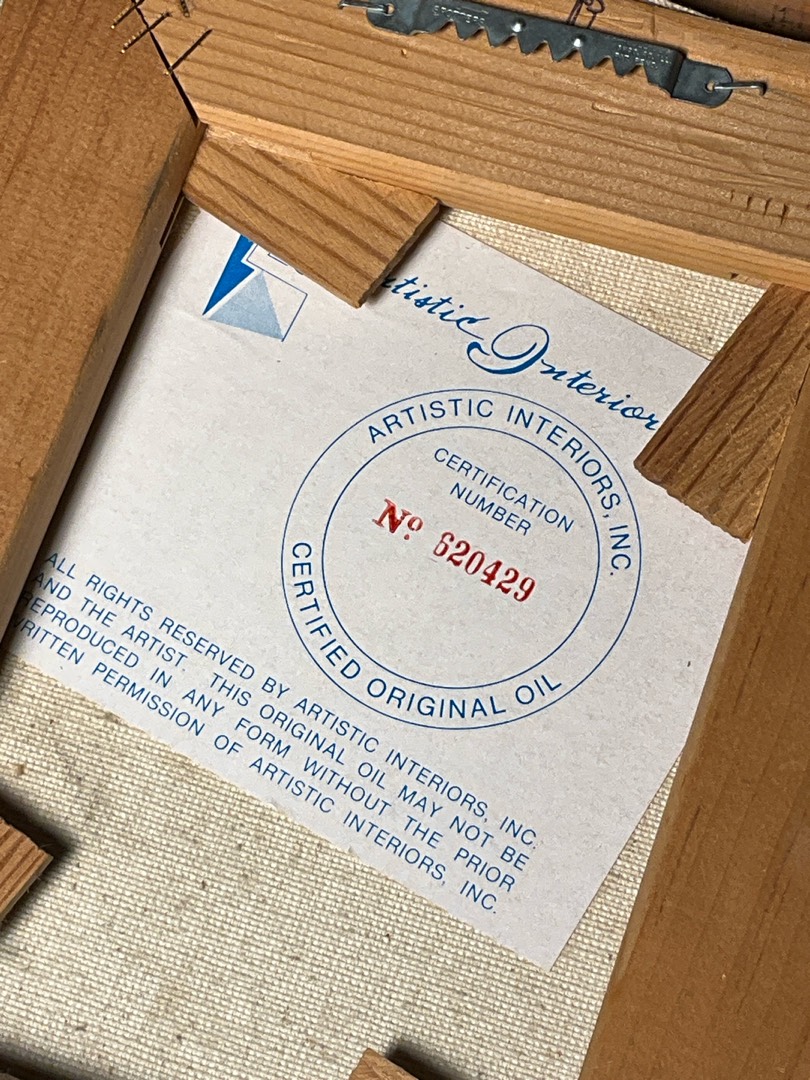 Interior
ARTISTIC INTERIORS, INC.
CERTIFICATION
NUMBER
Nº 620429
CERTIFIED ORIGINAL OIL
ALL RIGHTS RESERVED BY ARTISTIC INTERIORS, INC.
AND THE ARTIST. THIS ORIGINAL OIL MAY NOT BE
REPRODUCED IN ANY FORM WITHOUT THE PRIOR
WRITTEN PERMISSION OF ARTISTIC INTERIORS, INC.